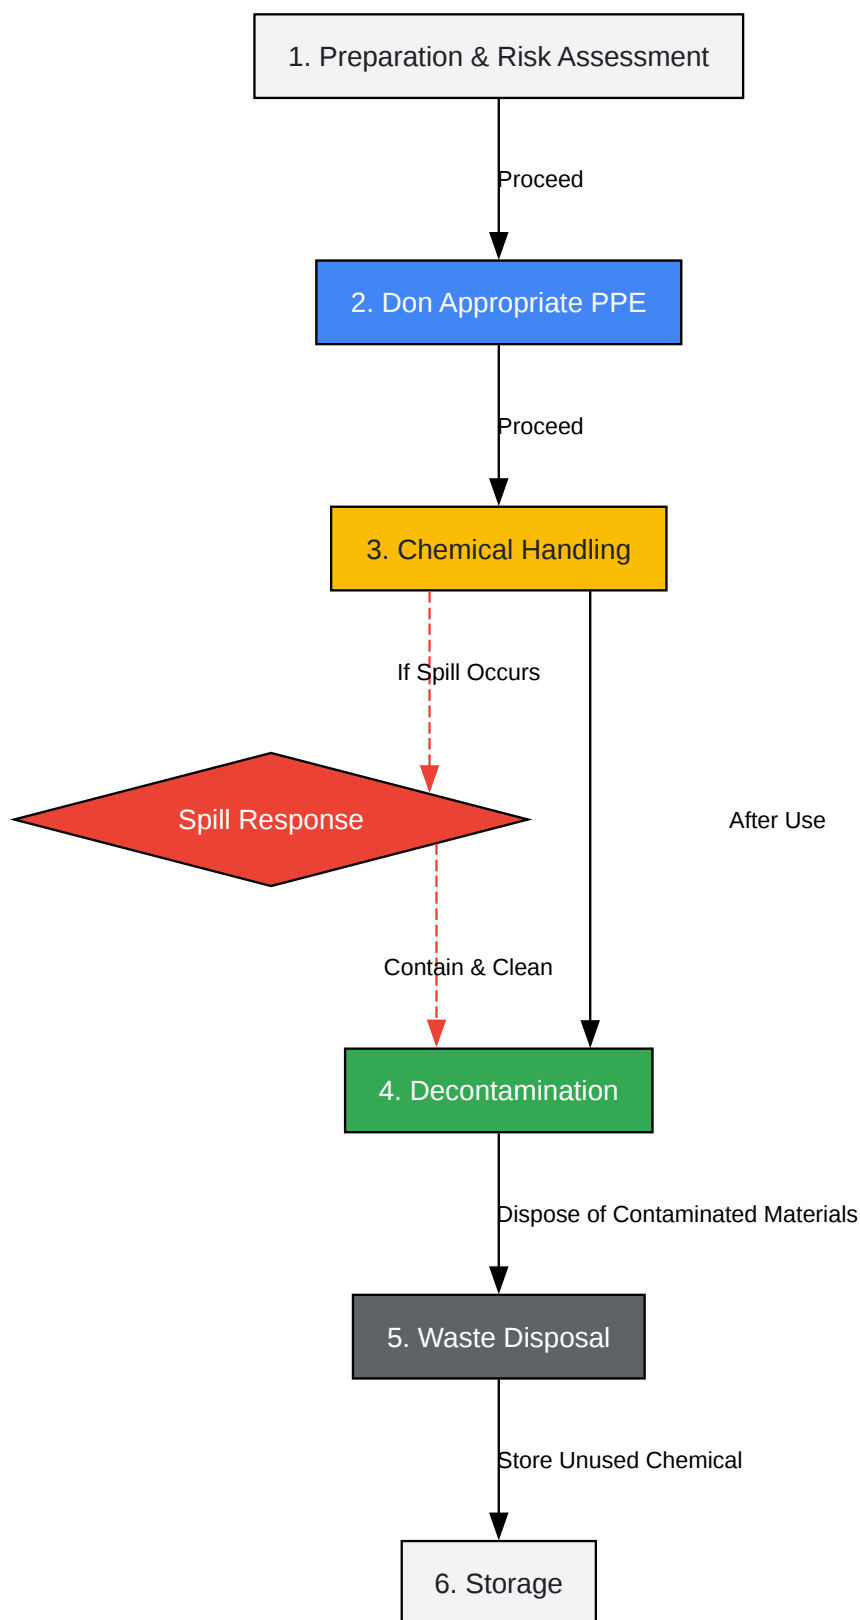 1. Preparation & Risk Assessment
Proceed
2. Don Appropriate PPE
Proceed
3. Chemical Handling
If Spill Occurs
Spill Response
After Use
Contain & Clean
4. Decontamination
Dispose of Contaminated Materials
5. Waste Disposal
Store Unused Chemical
6. Storage